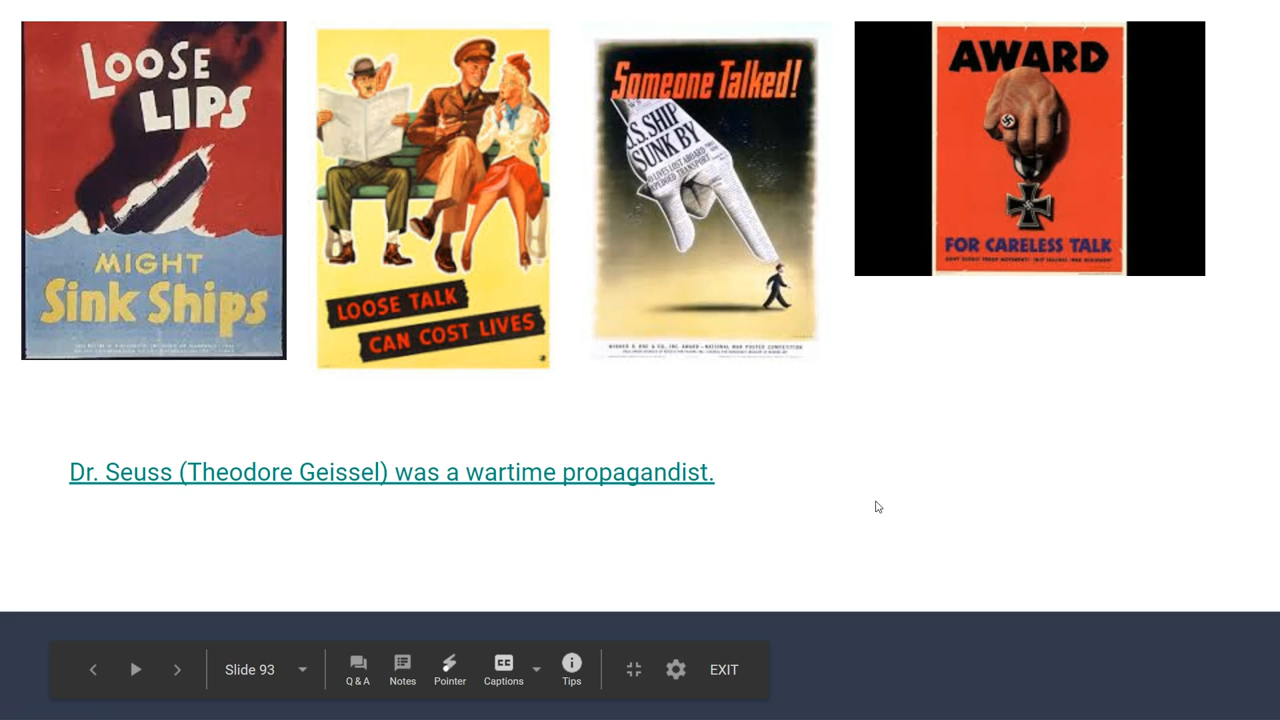 LOOSE
LIPS
MIGHT
Sink Ships
LOOSE TALK
CAN COST LIVES
Someone Talked!
S.S.SHIP
SUNK BY
AWARD
FOR CARELESS TALK
Dr. Seuss (Theodore Geissel) was a wartime propagandist.
Slide 93
Q & A
Notes
Pointer
CC
Captions
Tips
EXIT